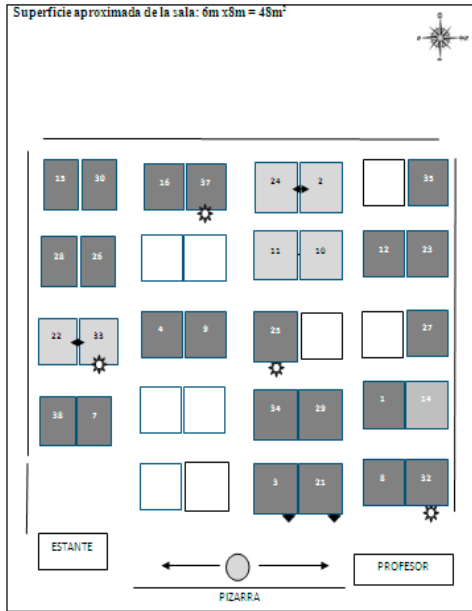 Superficie aproximada de la sala: 6m x8m = 48m²
15 30 16 37 24 2 35
28 26 11 10 12 23
22 33 4 9 25 27
38 7 34 29 1 14
3 21 8 32
ESTANTE
PROFESOR
PIZARRA